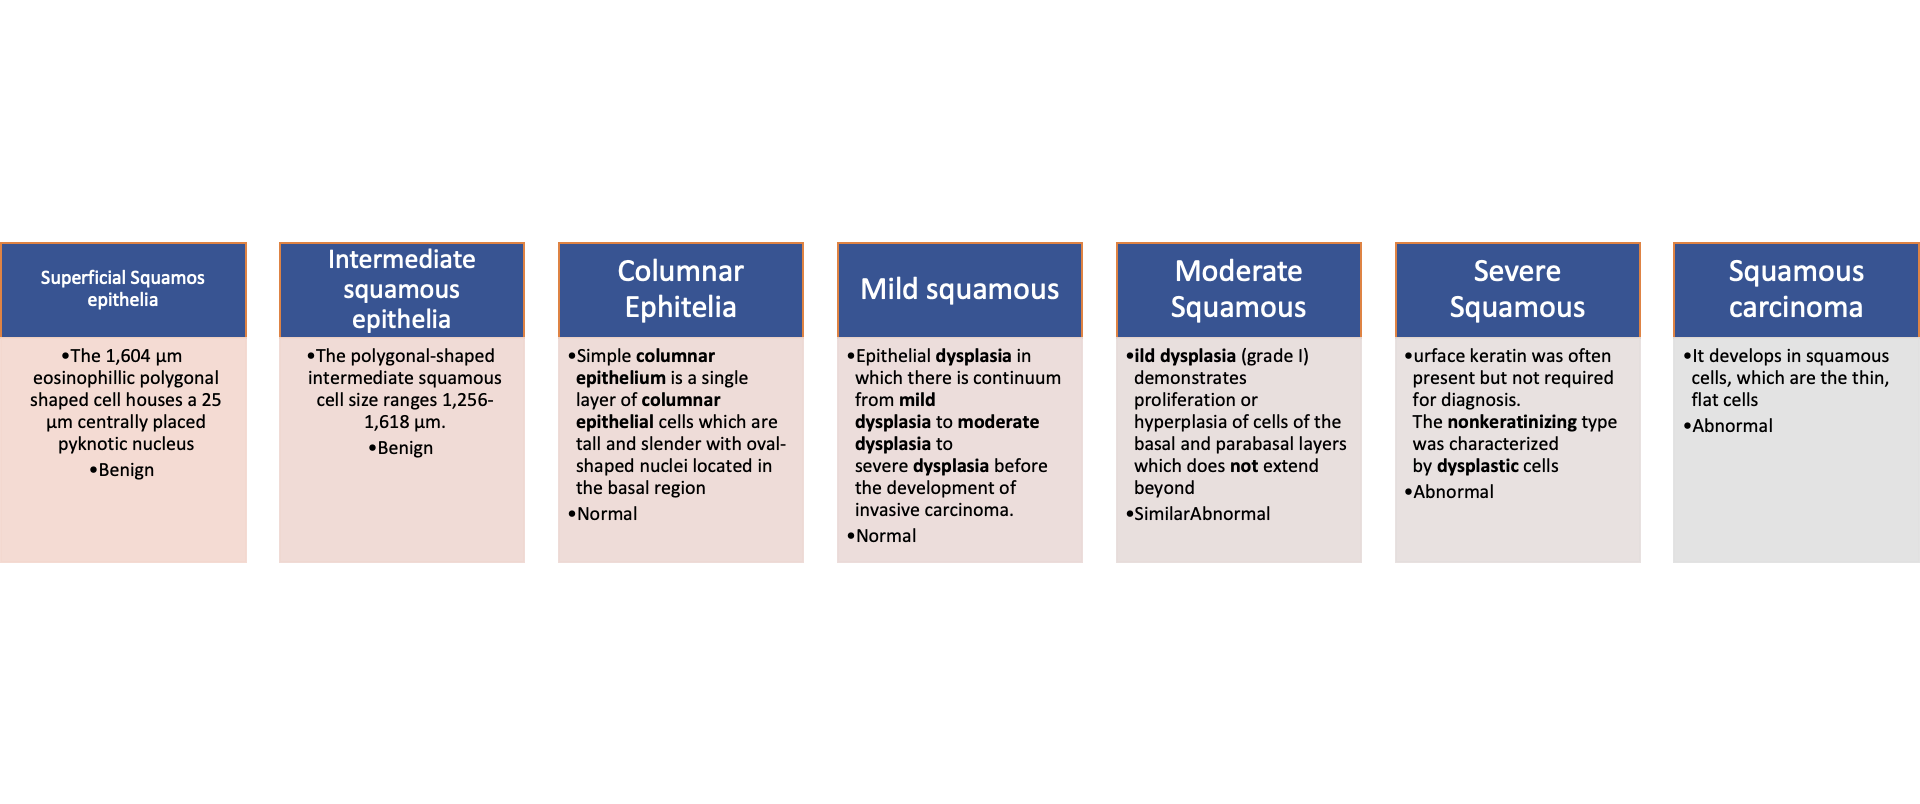 Superficial Squamos
epithelia
•The 1,604 µm
eosinophillic polygonal
shaped cell houses a 25
µm centrally placed
pyknotic nucleus
•Benign
Intermediate
squamous
epithelia
•The polygonal-shaped
intermediate squamous
cell size ranges 1,256-
1,618 µm.
•Benign
Columnar
Ephitelia
•Simple columnar
epithelium is a single
layer of columnar
epithelial cells which are
tall and slender with oval-
shaped nuclei located in
the basal region
•Normal
Mild squamous
•Epithelial dysplasia in
which there is continuum
from mild
dysplasia to moderate
dysplasia to
severe dysplasia before
the development of
invasive carcinoma.
•Normal
Moderate
Squamous
•ild dysplasia (grade I)
demonstrates
proliferation or
hyperplasia of cells of the
basal and parabasal layers
which does not extend
beyond
•SimilarAbnormal
Severe
Squamous
•urface keratin was often
present but not required
for diagnosis.
The nonkeratinizing type
was characterized
by dysplastic cells
•Abnormal
Squamous
carcinoma
•It develops in squamous
cells, which are the thin,
flat cells
•Abnormal